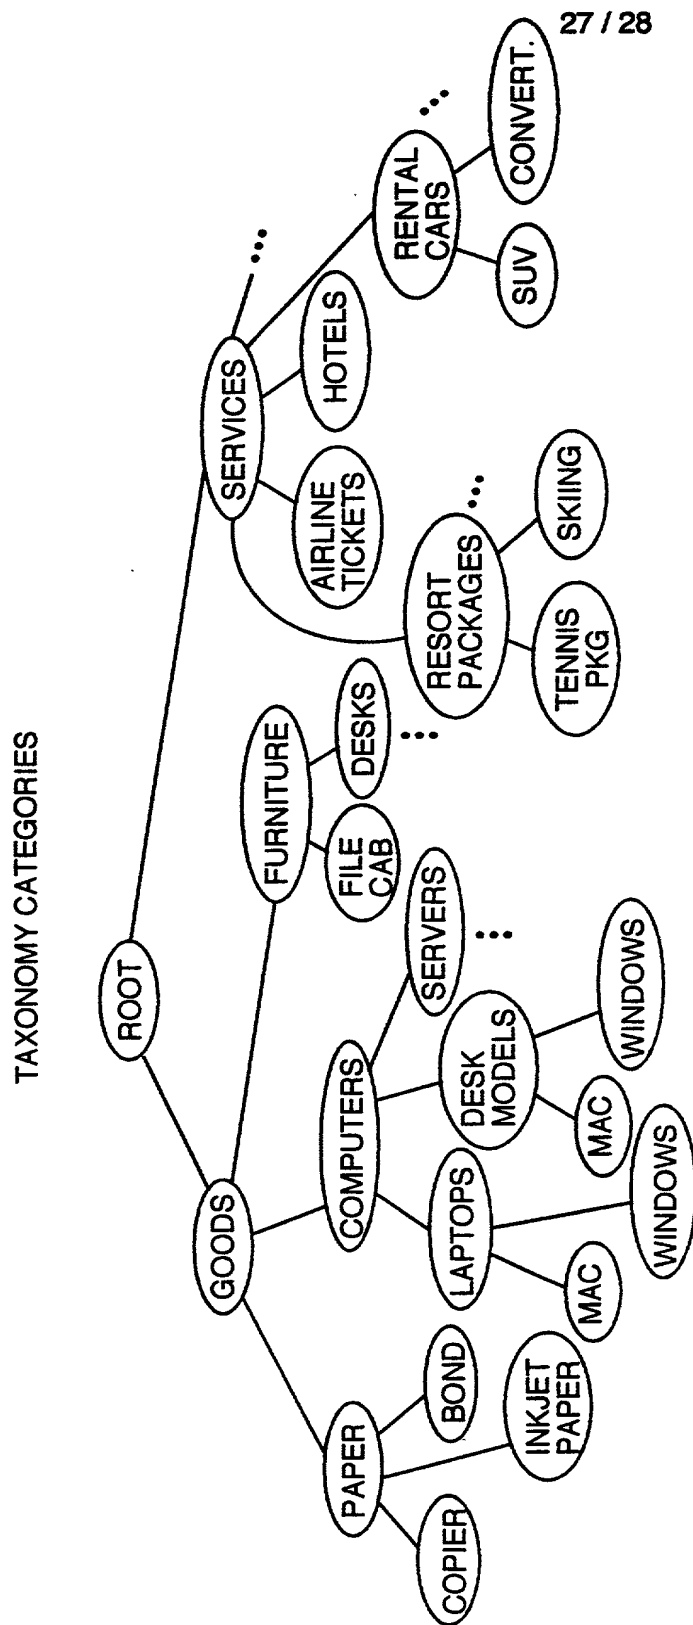 27 / 28
TAXONOMY CATEGORIES
ROOT
GOODS
SERVICES
PAPER
COMPUTERS
FURNITURE
AIRLINE
TICKETS
HOTELS
RENTAL
CARS
COPIER
INKJET
PAPER
BOND
LAPTOPS
DESK
MODELS
SERVERS
FILE
CAB
DESKS
RESORT
PACKAGES
SUV
CONVERT.
MAC
WINDOWS
MAC
WINDOWS
TENNIS
PKG
SKIING